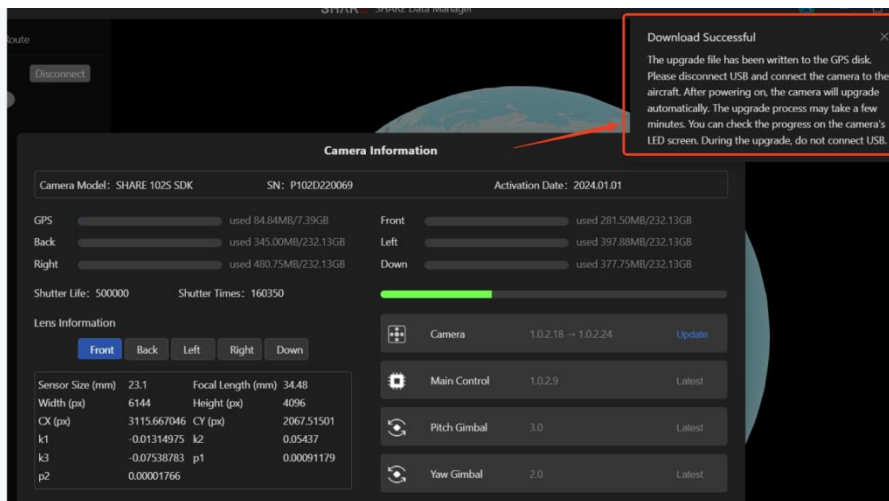 SHARE SHARE Data Manager
Route
Disconnect
Download Successful
The upgrade file has been written to the GPS disk.
Please disconnect USB and connect the camera to the
aircraft. After powering on, the camera will upgrade
automatically. The upgrade process may take a few
minutes. You can check the progress on the camera's
LED screen. During the upgrade, do not connect USB.
Camera Information
Camera Model: SHARE 102S SDK SN: P102D220069 Activation Date: 2024.01.01
GPS used 84.84MB/7.39GB Front used 281.50MB/232.13GB
Back used 345.00MB/232.13GB Left used 397.88MB/232.13GB
Right used 480.75MB/232.13GB Down used 377.75MB/232.13GB
Shutter Life: 500000 Shutter Times: 160350
Lens Information
Front Back Left Right Down
Sensor Size (mm) 23.1 Focal Length (mm) 34.48
Width (px) 6144 Height (px) 4096
CX (px) 3115.667046 CY (px) 2067.51501
k1 -0.01314975 k2 0.05437
k3 -0.07538783 p1 0.00091179
p2 0.00001766
Camera 1.0.2.18 → 1.0.2.24 Update
Main Control 1.0.2.9 Latest
Pitch Gimbal 3.0 Latest
Yaw Gimbal 2.0 Latest